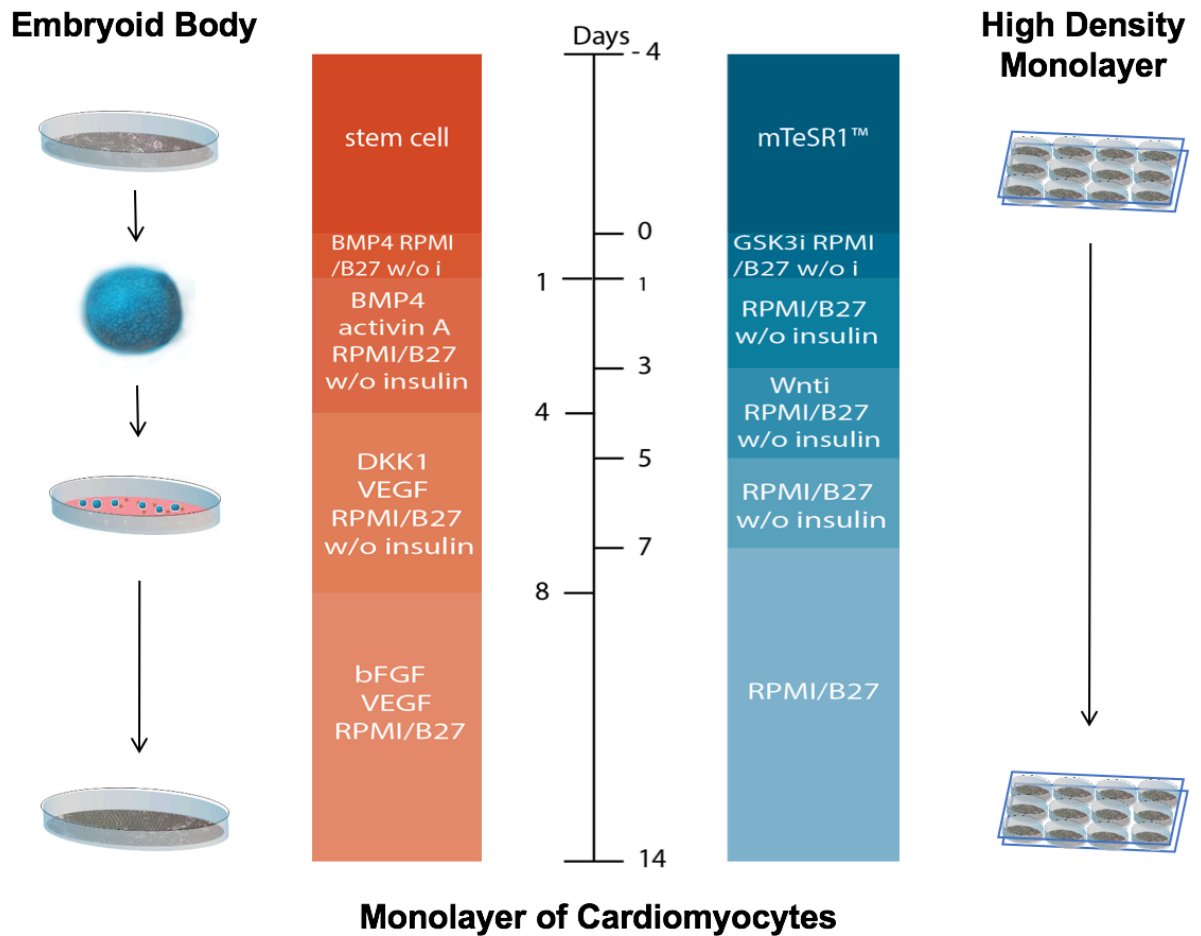 Embryoid Body
High Density
Monolayer
Days
- 4
0
1
1
3
4
5
7
8
14
stem cell
BMP4 RPMI
/B27 w/o i
BMP4
activin A
RPMI/B27
w/o insulin
DKK1
VEGF
RPMI/B27
w/o insulin
bFGF
VEGF
RPMI/B27
mTeSR1™
GSK3i RPMI
/B27 w/o i
RPMI/B27
w/o insulin
Wnti
RPMI/B27
w/o insulin
RPMI/B27
w/o insulin
RPMI/B27
Monolayer of Cardiomyocytes